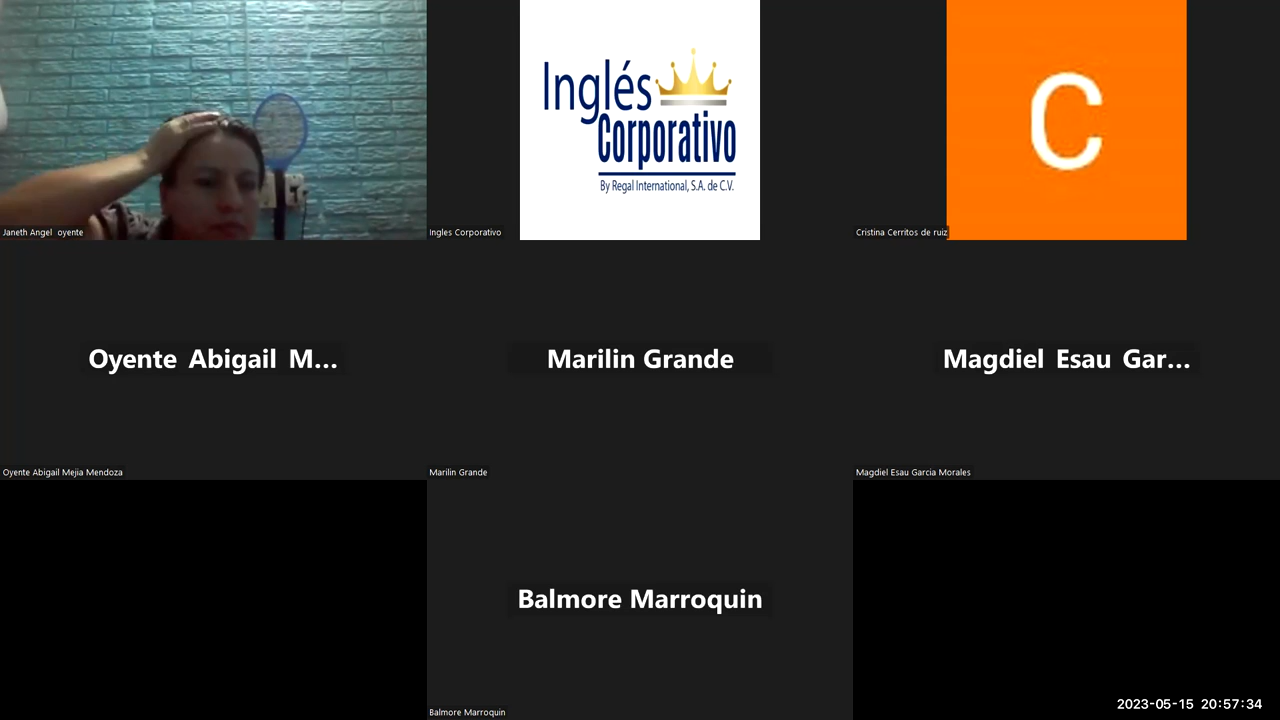 Janeth Angel  oyente
Inglés
Corporativo
By Regal International, S.A. de C.V.
Ingles Corporativo
C
Cristina Cerritos de ruiz
Oyente Abigail M...
Oyente Abigail Mejia Mendoza
Marilin Grande
Marilin Grande
Magdiel Esau Gar...
Magdiel Esau Garcia Morales
Balmore Marroquin
Balmore Marroquin
2023-05-15 20:57:34